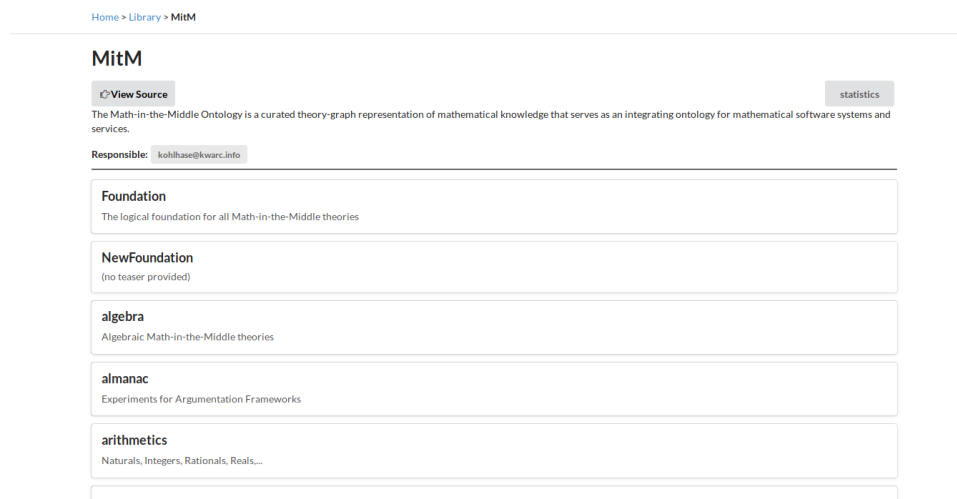 Home > Library > MitM
MitM
View Source
statistics
The Math-in-the-Middle Ontology is a curated theory-graph representation of mathematical knowledge that serves as an integrating ontology for mathematical software systems and
services.
Responsible: kohlhase@kwarc.info
Foundation
The logical foundation for all Math-in-the-Middle theories
NewFoundation
(no teaser provided)
algebra
Algebraic Math-in-the-Middle theories
almanac
Experiments for Argumentation Frameworks
arithmetics
Naturals, Integers, Rationals, Reals,...